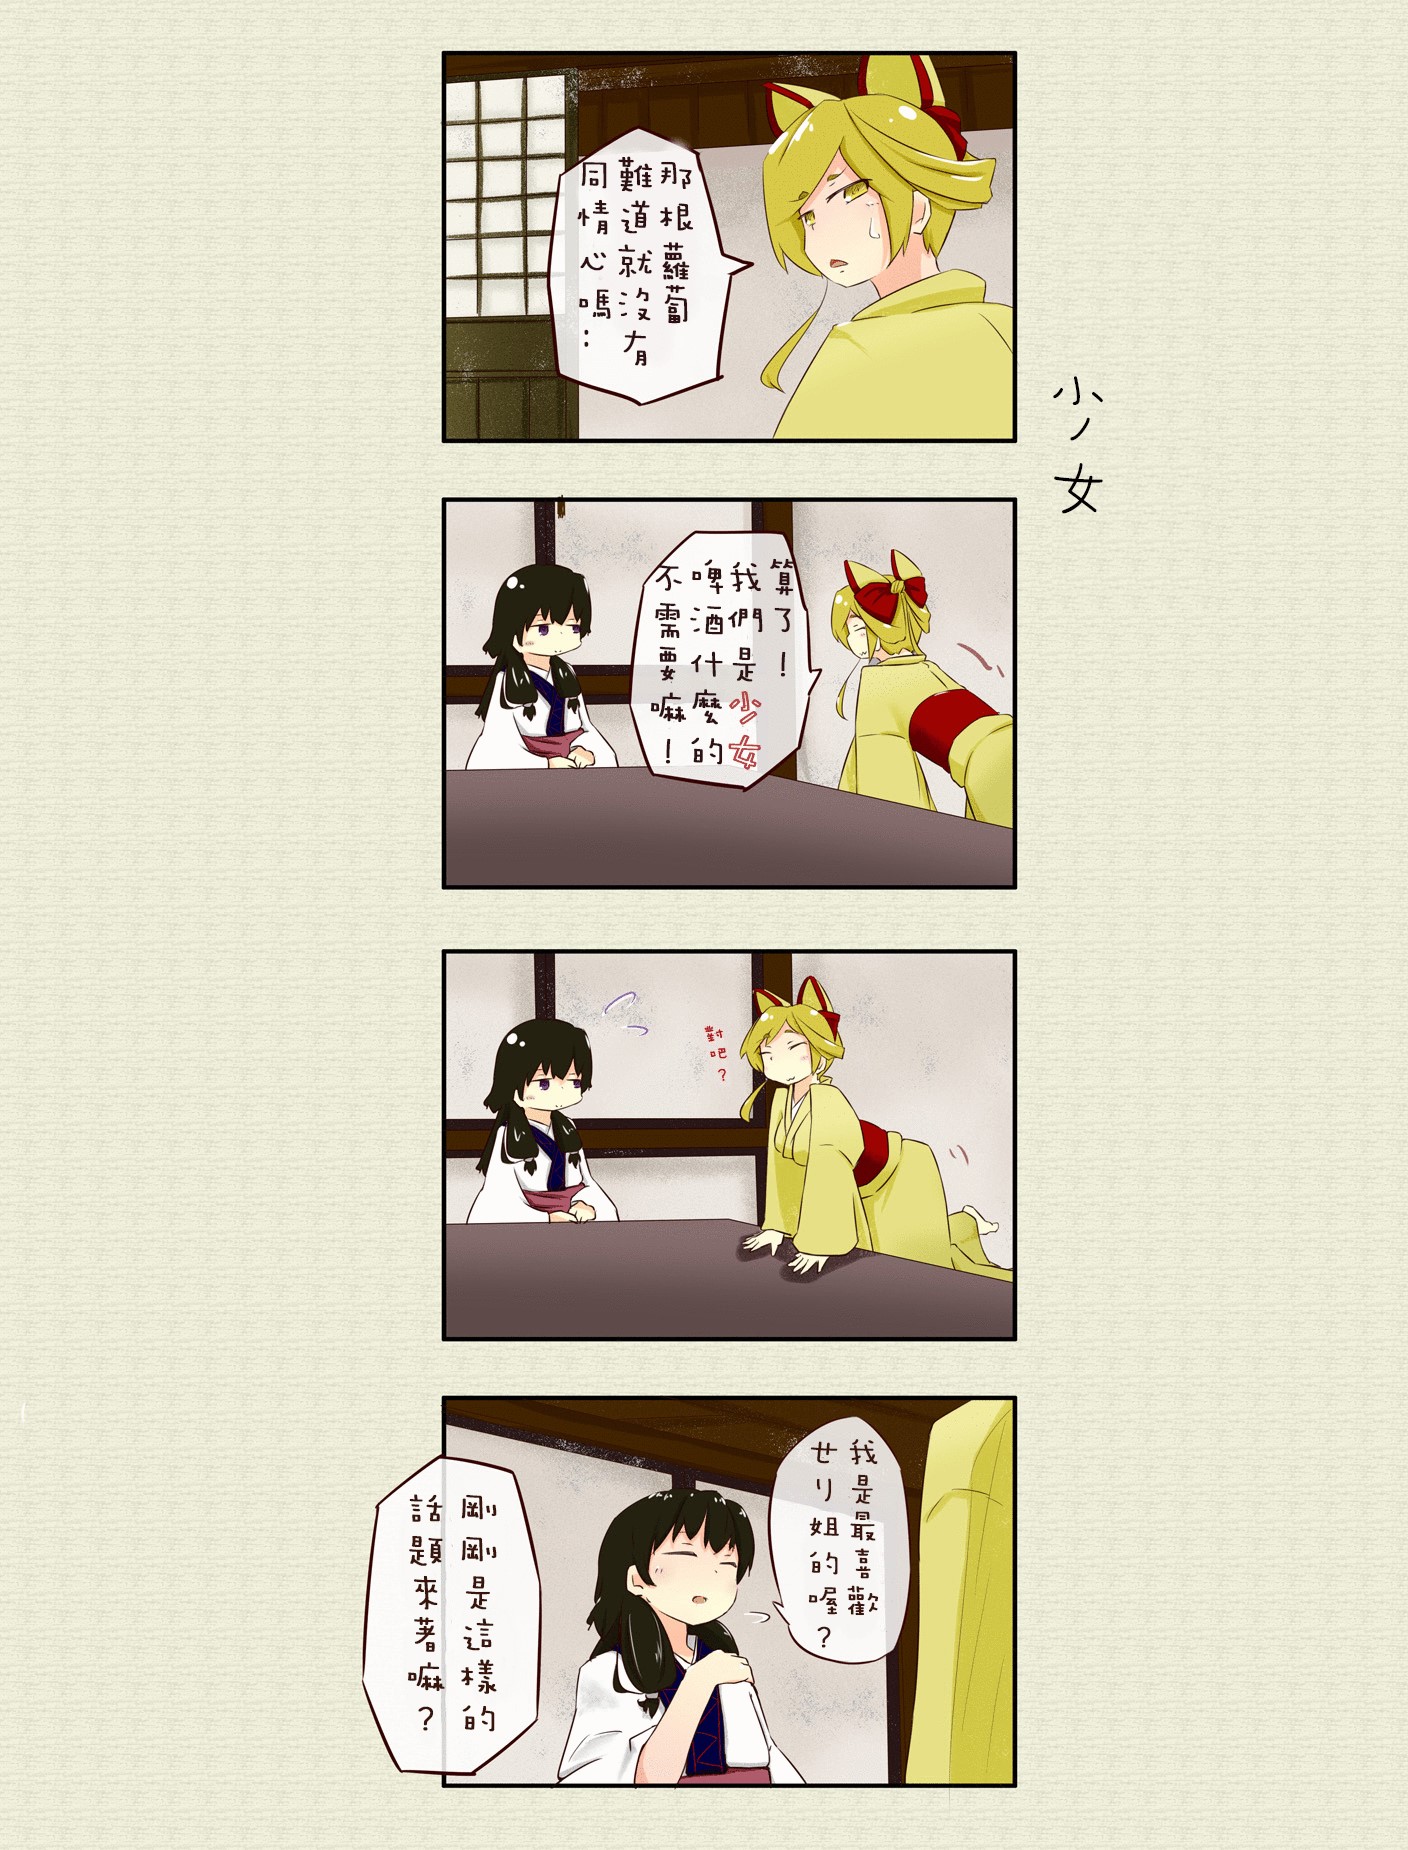 少女
那根蘿蔔
難道就沒有
同情心嗎…
算了！
我們是少女
啤酒什麼的
不需要嘛！
對吧？
我是最喜歡
せリ姐的喔？
剛剛是這樣的
話題來著嘛？